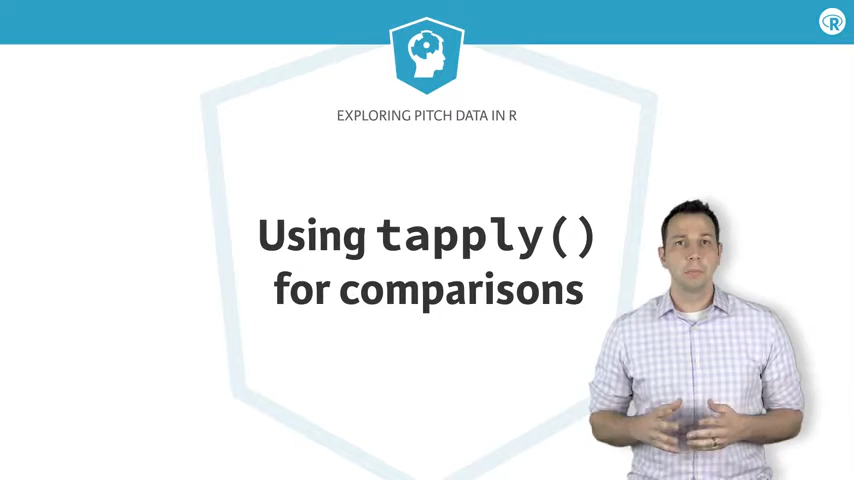 R
EXPLORING PITCH DATA IN R
Using tapply()
for comparisons